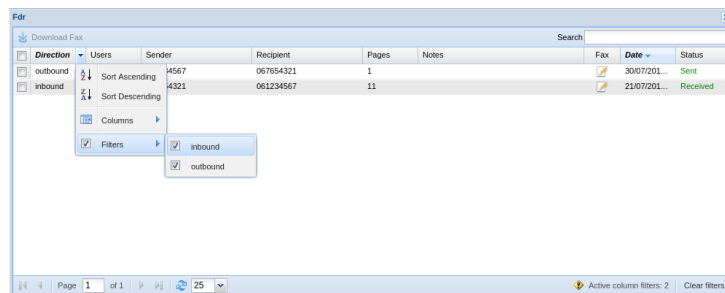 Fdr
Download Fax Search
Direction Users Sender Recipient Pages Notes Fax Date Status
outbound 4567 067654321 1 30/07/201... Sent
inbound 4321 061234567 11 21/07/201... Received
Sort Ascending
Sort Descending
Columns
Filters
inbound
outbound
Page 1 of 1 25 Active column filters: 2 Clear filters